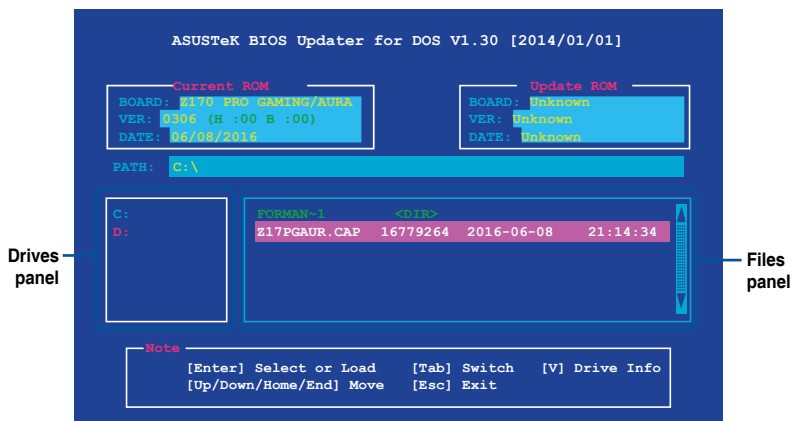 ASUSTeK BIOS Updater for DOS V1.30 [2014/01/01]
Current ROM
BOARD: Z170 PRO GAMING/AURA
VER: 0306 (H :00 B :00)
DATE: 06/08/2016
Update ROM
BOARD: Unknown
VER: Unknown
DATE: Unknown
PATH: C:\
Drives panel
C:
D:
FORMAN~1 <DIR>
Z17PGAUR.CAP 16779264 2016-06-08 21:14:34
Files panel
Note
[Enter] Select or Load [Tab] Switch [V] Drive Info
[Up/Down/Home/End] Move [Esc] Exit